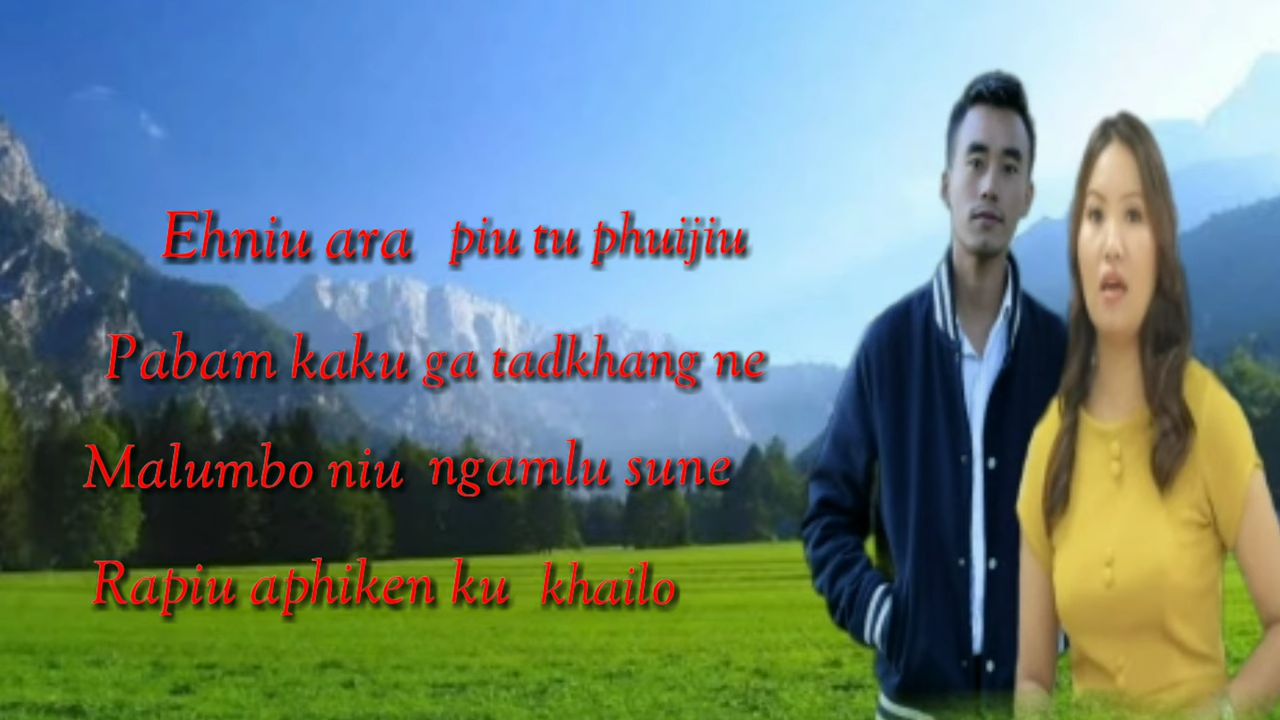 Ehniu ara piu tu phuijiu
Pabam kaku ga tadkhang ne
Malumbo niu ngamlu sune
Rapiu aphiken ku khailo